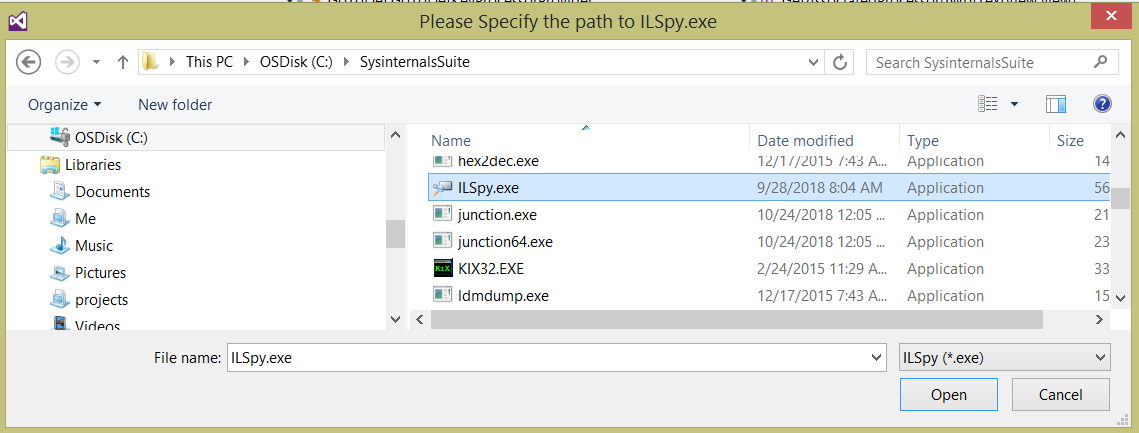 Please Specify the path to ILSpy.exe
This PC OSDisk (C:) SysinternalsSuite Search SysinternalsSuite
Organize New folder
OSDisk (C:)
Libraries
Documents
Me
Music
Pictures
projects
Videos
Name Date modified Type Size
hex2dec.exe 12/17/2015 7:43 A... Application 14
ILSpy.exe 9/28/2018 8:04 AM Application 56
junction.exe 10/24/2018 12:05 ... Application 21
junction64.exe 10/24/2018 12:05 ... Application 23
KIX32.EXE 2/24/2015 11:29 A... Application 33
ldmdump.exe 12/17/2015 7:43 A... Application 15
File name: ILSpy.exe ILSpy (*.exe)
Open Cancel